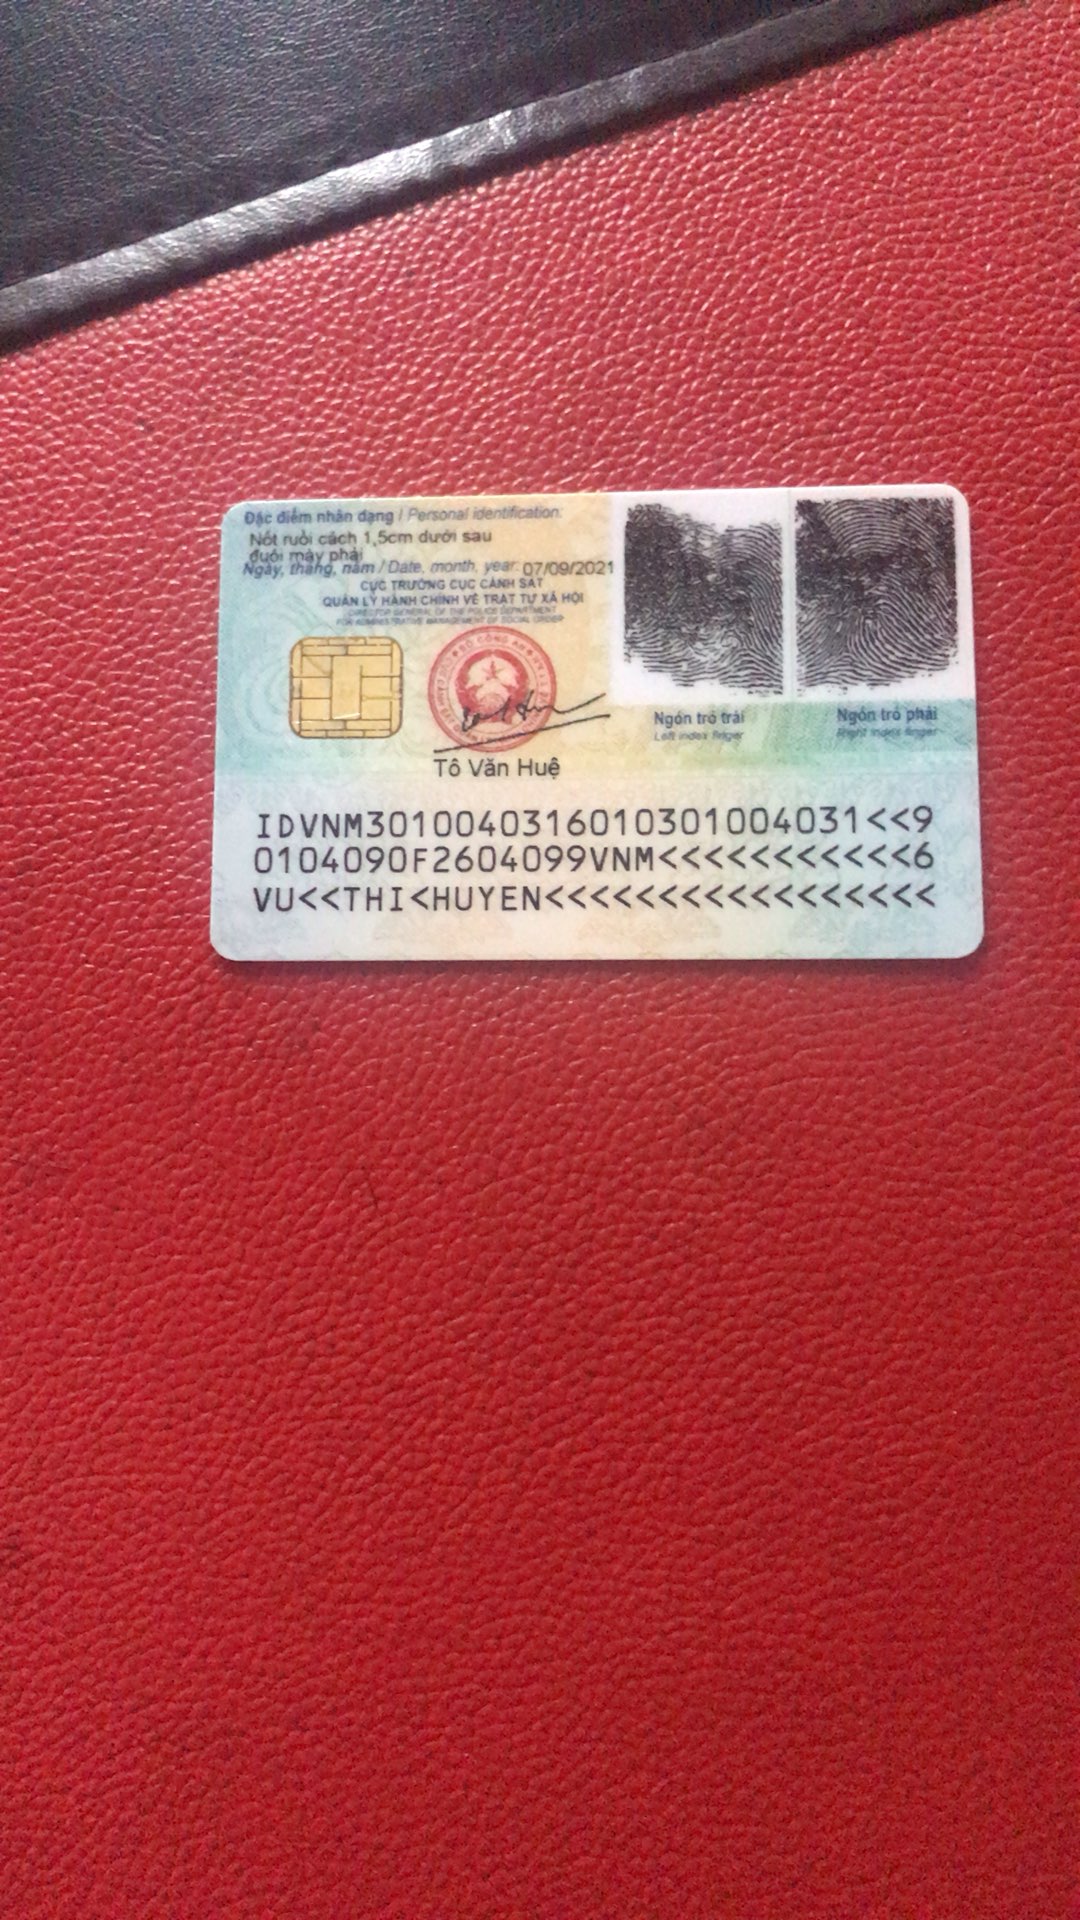 Đặc điểm nhân dạng / Personal identification:
Nốt ruồi cách 1,5cm dưới sau
đuôi mày phải
Ngày, tháng, năm / Date, month, year: 07/09/2021
CỤC TRƯỞNG CỤC CẢNH SÁT
QUẢN LÝ HÀNH CHÍNH VỀ TRẬT TỰ XÃ HỘI
DIRECTOR GENERAL OF THE POLICE DEPARTMENT
FOR ADMINISTRATIVE MANAGEMENT OF SOCIAL ORDER
BỘ CÔNG AN
Tô Văn Huệ
Ngón trỏ trái
Left index finger
Ngón trỏ phải
Right index finger
IDVNM3010040316010301004031<<9
0104090F2604099VNM<<<<<<<<<<<6
VU<<THI<HUYEN<<<<<<<<<<<<<<<<<